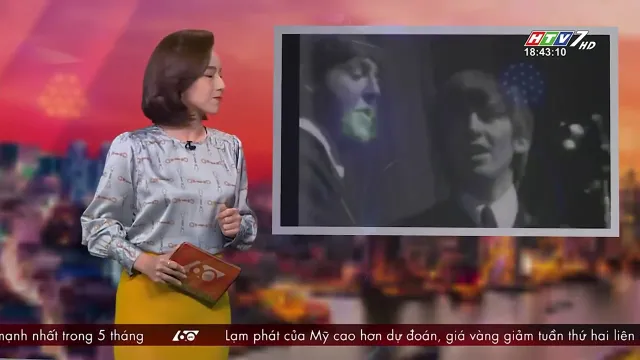 HTV7 HD
18:43:10
mạnh nhất trong 5 tháng 60 Lạm phát của Mỹ cao hơn dự đoán, giá vàng giảm tuần thứ hai liên